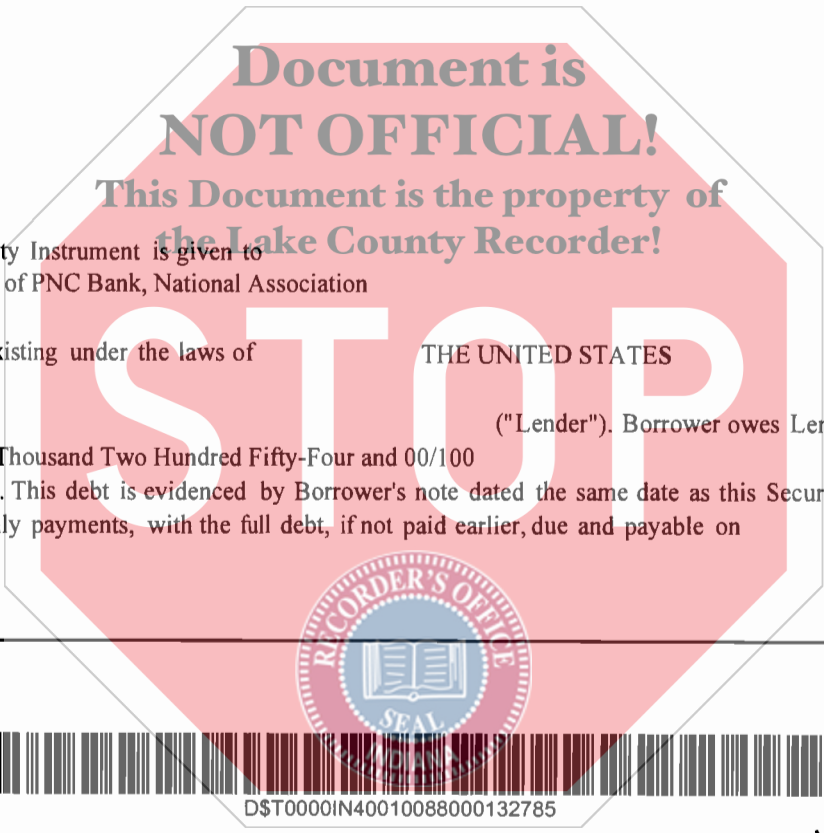 Document is
NOT OFFICIAL!
This Document is the property of
the Lake County Recorder!
ty Instrument is given to
of PNC Bank, National Association
isting under the laws of THE UNITED STATES
STOP
("Lender"). Borrower owes Ler
Thousand Two Hundred Fifty-Four and 00/100
. This debt is evidenced by Borrower's note dated the same date as this Secur
ly payments, with the full debt, if not paid earlier, due and payable on
RECORDER'S OFFICE
SEAL
INDIANA
D$T0000IN40010088000132785